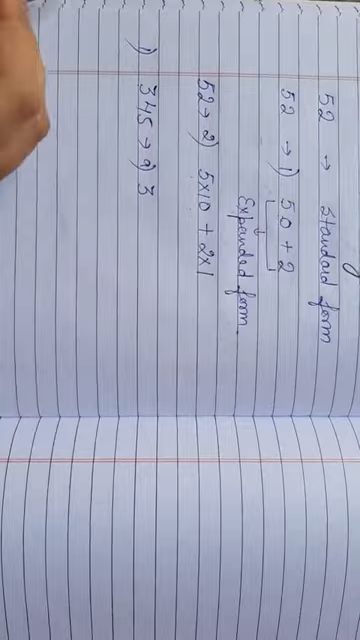 52 → Standard form
52 → 1) 50 + 2
Expanded form
52 → 2) 5×10 + 2×1
1) 345 → a) 3